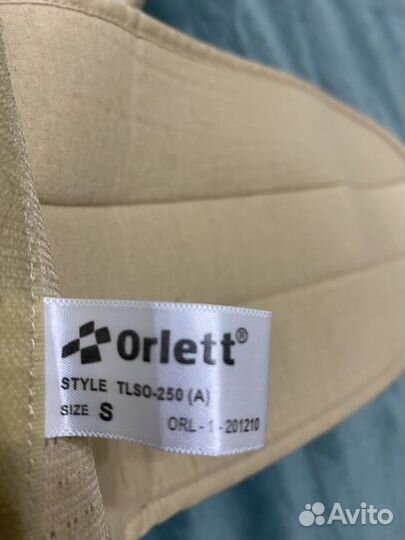 Orlett®
STYLE TLSO-250 (A)
SIZE S
ORL - 1 - 201210
Avito